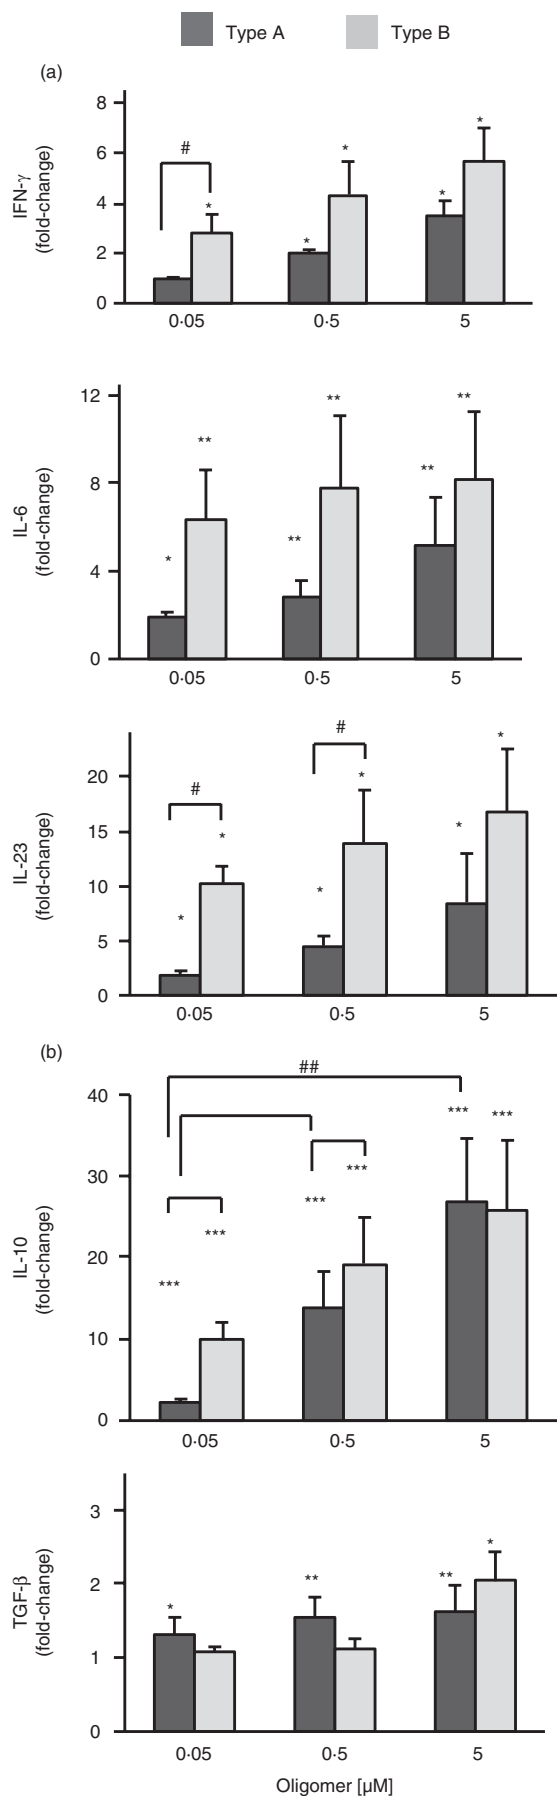 Type A Type B
(a)
IFN-γ
(fold-change)
8
6
4
2
0
#
*
*
*
*
*
0·05 0·5 5
IL-6
(fold-change)
12
8
4
0
*
**
**
**
**
**
0·05 0·5 5
IL-23
(fold-change)
20
15
10
5
0
#
#
*
*
*
*
*
*
0·05 0·5 5
(b)
IL-10
(fold-change)
40
30
20
10
0
##
***
***
***
***
***
***
0·05 0·5 5
TGF-β
(fold-change)
3
2
1
0
*
**
**
*
0·05 0·5 5
Oligomer [µM]